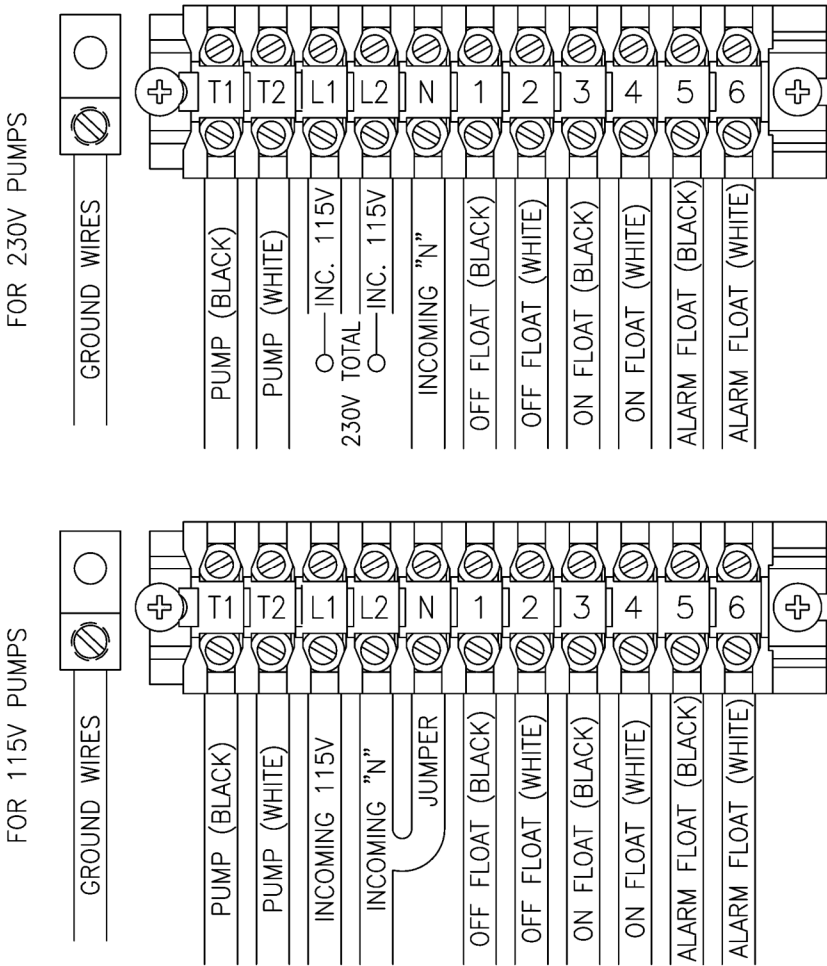 FOR 230V PUMPS
T1 T2 L1 L2 N 1 2 3 4 5 6
GROUND WIRES
PUMP (BLACK)
PUMP (WHITE)
INC. 115V
INC. 115V
230V TOTAL
INCOMING "N"
OFF FLOAT (BLACK)
OFF FLOAT (WHITE)
ON FLOAT (BLACK)
ON FLOAT (WHITE)
ALARM FLOAT (BLACK)
ALARM FLOAT (WHITE)
FOR 115V PUMPS
T1 T2 L1 L2 N 1 2 3 4 5 6
GROUND WIRES
PUMP (BLACK)
PUMP (WHITE)
INCOMING 115V
INCOMING "N"
JUMPER
OFF FLOAT (BLACK)
OFF FLOAT (WHITE)
ON FLOAT (BLACK)
ON FLOAT (WHITE)
ALARM FLOAT (BLACK)
ALARM FLOAT (WHITE)